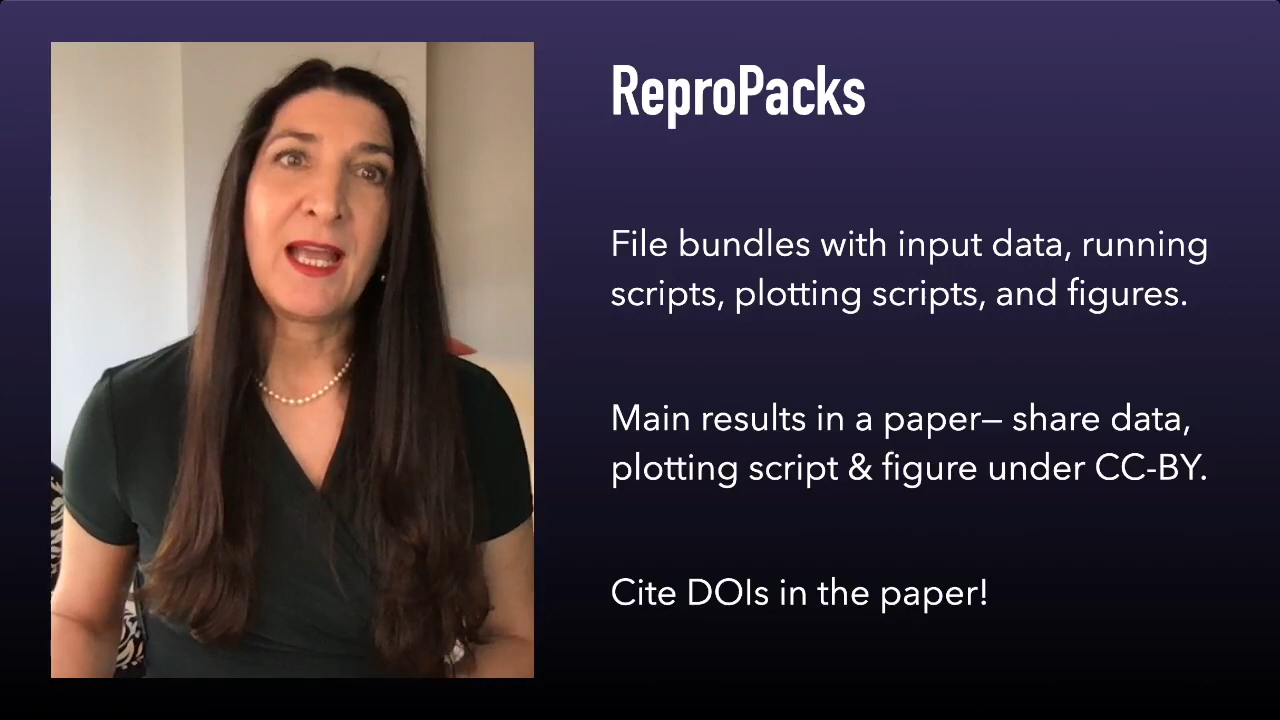 ReproPacks
File bundles with input data, running
scripts, plotting scripts, and figures.
Main results in a paper– share data,
plotting script & figure under CC-BY.
Cite DOIs in the paper!